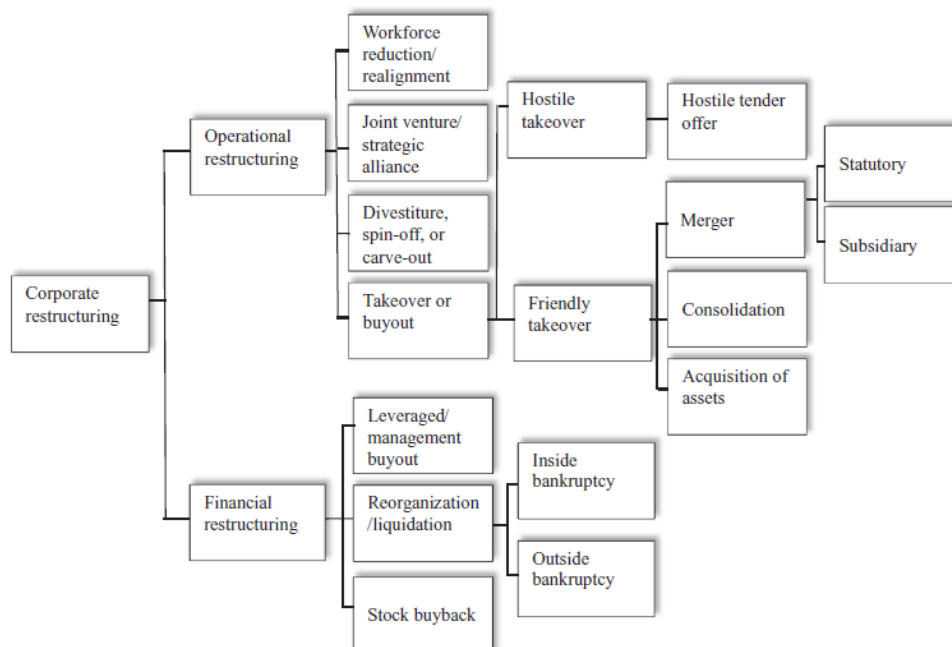 Workforce
reduction/
realignment
Hostile
takeover
Hostile tender
offer
Operational
restructuring
Joint venture/
strategic
alliance
Statutory
Merger
Divestiture,
spin-off, or
carve-out
Subsidiary
Corporate
restructuring
Takeover or
buyout
Friendly
takeover
Consolidation
Acquisition of
assets
Leveraged/
management
buyout
Inside
bankruptcy
Financial
restructuring
Reorganization
/liquidation
Outside
bankruptcy
Stock buyback